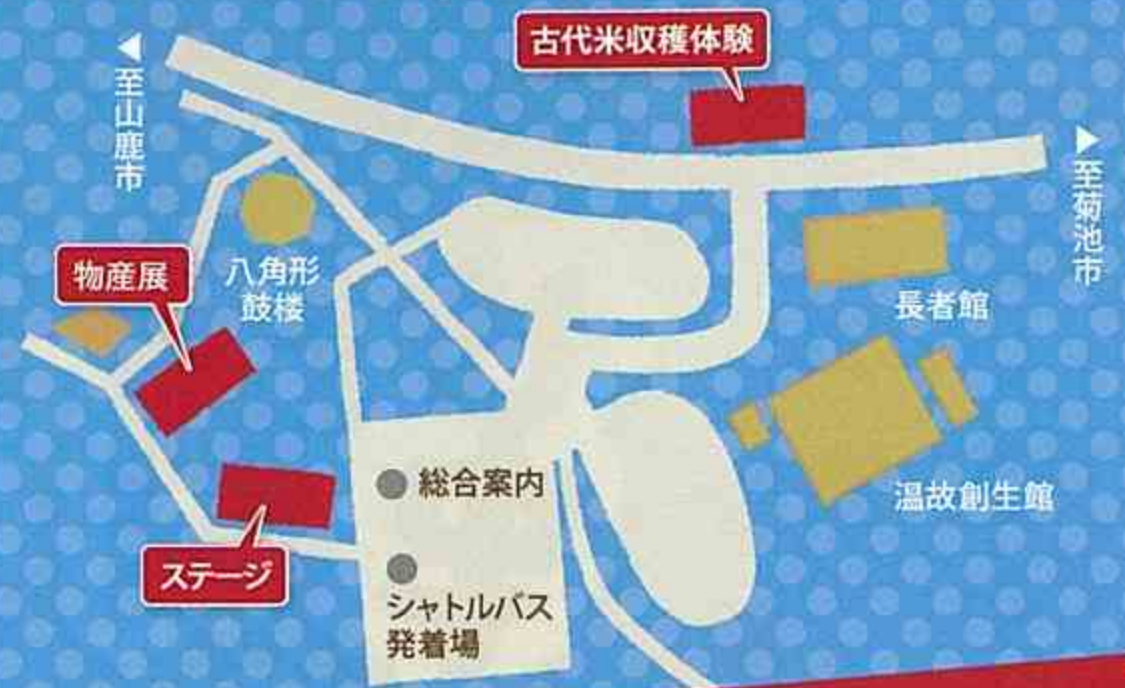 古代米収穫体験
◀至山鹿市
▶至菊池市
物産展
八角形
鼓楼
長者館
総合案内
温故創生館
ステージ
シャトルバス
発着場